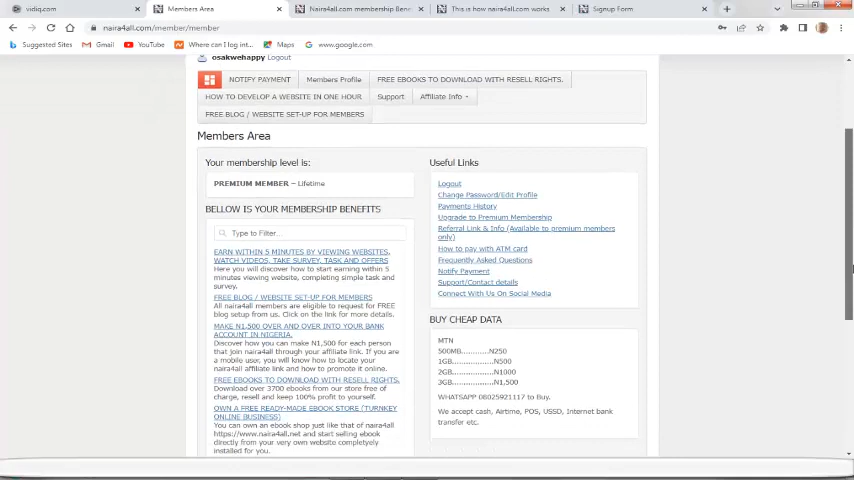 vidiq.com
Members Area
Naira4all.com membership Bene
This is how naira4all.com works
Signup Form
naira4all.com/member/member
Suggested Sites
Gmail
YouTube
Where can I log int...
Maps
www.google.com
osakwehappy Logout
NOTIFY PAYMENT
Members Profile
FREE EBOOKS TO DOWNLOAD WITH RESELL RIGHTS.
HOW TO DEVELOP A WEBSITE IN ONE HOUR
Support
Affiliate Info
FREE BLOG / WEBSITE SET-UP FOR MEMBERS
Members Area
Your membership level is:
PREMIUM MEMBER – Lifetime
BELLOW IS YOUR MEMBERSHIP BENEFITS
Type to Filter...
EARN WITHIN 5 MINUTES BY VIEWING WEBSITES,
WATCH VIDEOS, TAKE SURVEY, TASK AND OFFERS
Here you will discover how to start earning within 5
minutes viewing website, completing simple task and
survey.
FREE BLOG / WEBSITE SET-UP FOR MEMBERS
All naira4all members are eligible to request for FREE
blog setup from us. Click on the link for more details.
MAKE N1,500 OVER AND OVER INTO YOUR BANK
ACCOUNT IN NIGERIA.
Discover how you can make N1,500 for each person
that join naira4all through your affiliate link. If you are
a mobile user, you will know how to locate your
naira4all affiliate link and how to promote it online.
FREE EBOOKS TO DOWNLOAD WITH RESELL RIGHTS.
Download over 3700 ebooks from our store free of
charge, resell and keep 100% profit to yourself.
OWN A FREE READY-MADE EBOOK STORE (TURNKEY
ONLINE BUSINESS)
You can own an ebook shop just like that of naira4all
https://www.naira4all.net and start selling ebook
directly from your very own website completyely
installed for you.
Useful Links
Logout
Change Password/Edit Profile
Payments History
Upgrade to Premium Membership
Referral Link & Info (Available to premium members
only)
How to pay with ATM card
Frequently Asked Questions
Notify Payment
Support/Contact details
Connect With Us On Social Media
BUY CHEAP DATA
MTN
500MB.............N250
1GB................N500
2GB................N1000
3GB................N1,500
WHATSAPP 08025921117 to Buy.
We accept cash, Airtime, POS, USSD, Internet bank
transfer etc.